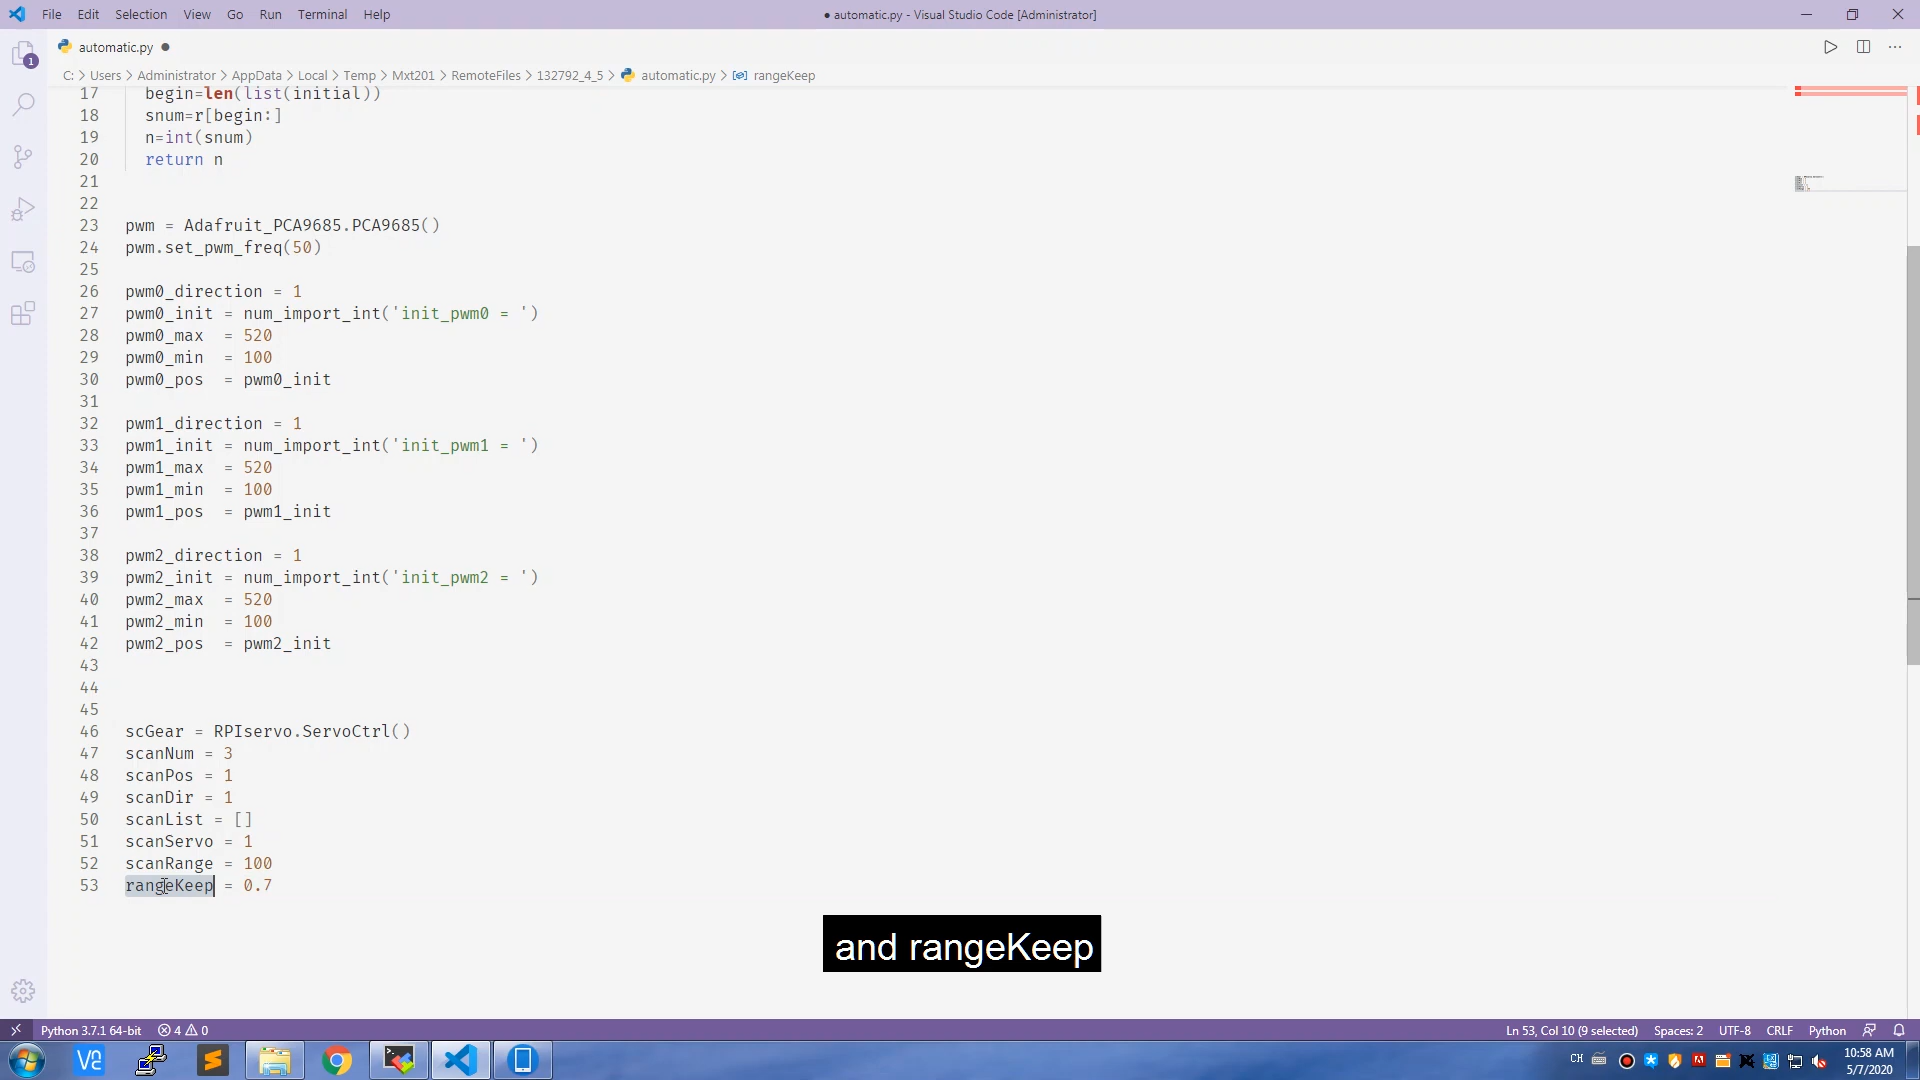 File Edit Selection View Go Run Terminal Help
● automatic.py - Visual Studio Code [Administrator]
automatic.py ●
C: > Users > Administrator > AppData > Local > Temp > Mxt201 > RemoteFiles > 132792_4_5 > automatic.py > rangeKeep
17 begin=len(list(initial))
18 snum=r[begin:]
19 n=int(snum)
20 return n
21
22
23 pwm = Adafruit_PCA9685.PCA9685()
24 pwm.set_pwm_freq(50)
25
26 pwm0_direction = 1
27 pwm0_init = num_import_int('init_pwm0 = ')
28 pwm0_max = 520
29 pwm0_min = 100
30 pwm0_pos = pwm0_init
31
32 pwm1_direction = 1
33 pwm1_init = num_import_int('init_pwm1 = ')
34 pwm1_max = 520
35 pwm1_min = 100
36 pwm1_pos = pwm1_init
37
38 pwm2_direction = 1
39 pwm2_init = num_import_int('init_pwm2 = ')
40 pwm2_max = 520
41 pwm2_min = 100
42 pwm2_pos = pwm2_init
43
44
45
46 scGear = RPIservo.ServoCtrl()
47 scanNum = 3
48 scanPos = 1
49 scanDir = 1
50 scanList = []
51 scanServo = 1
52 scanRange = 100
53 rangeKeep = 0.7
and rangeKeep
Python 3.7.1 64-bit 4 0 Ln 53, Col 10 (9 selected) Spaces: 2 UTF-8 CRLF Python
CH 10:58 AM
5/7/2020